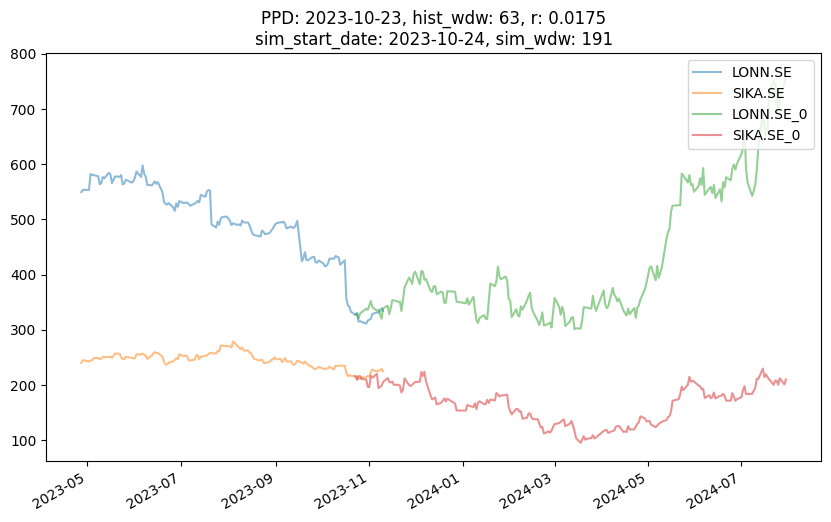 PPD: 2023-10-23, hist_wdw: 63, r: 0.0175
sim_start_date: 2023-10-24, sim_wdw: 191
800
700
600
500
400
300
200
100
LONN.SE
SIKA.SE
LONN.SE_0
SIKA.SE_0
2023-05
2023-07
2023-09
2023-11
2024-01
2024-03
2024-05
2024-07